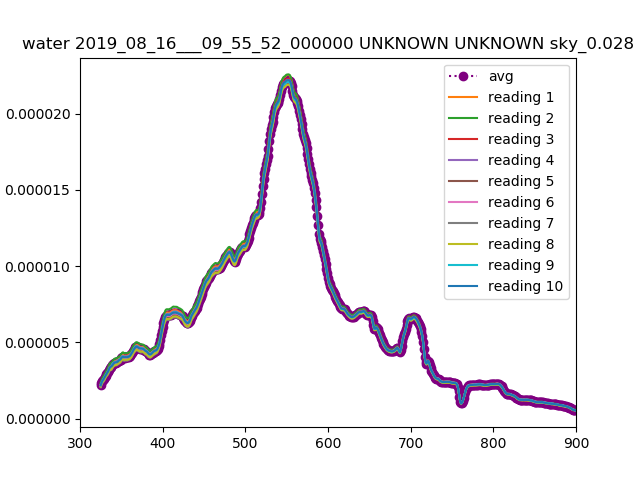 water 2019_08_16___09_55_52_000000 UNKNOWN UNKNOWN sky_0.028
avg
reading 1
reading 2
reading 3
reading 4
reading 5
reading 6
reading 7
reading 8
reading 9
reading 10
0.000020
0.000015
0.000010
0.000005
0.000000
300 400 500 600 700 800 900